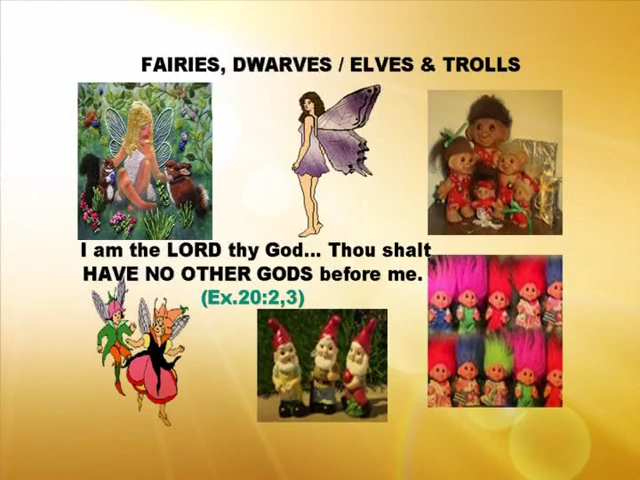 FAIRIES, DWARVES / ELVES & TROLLS
I am the LORD thy God... Thou shalt
HAVE NO OTHER GODS before me.
(Ex.20:2,3)